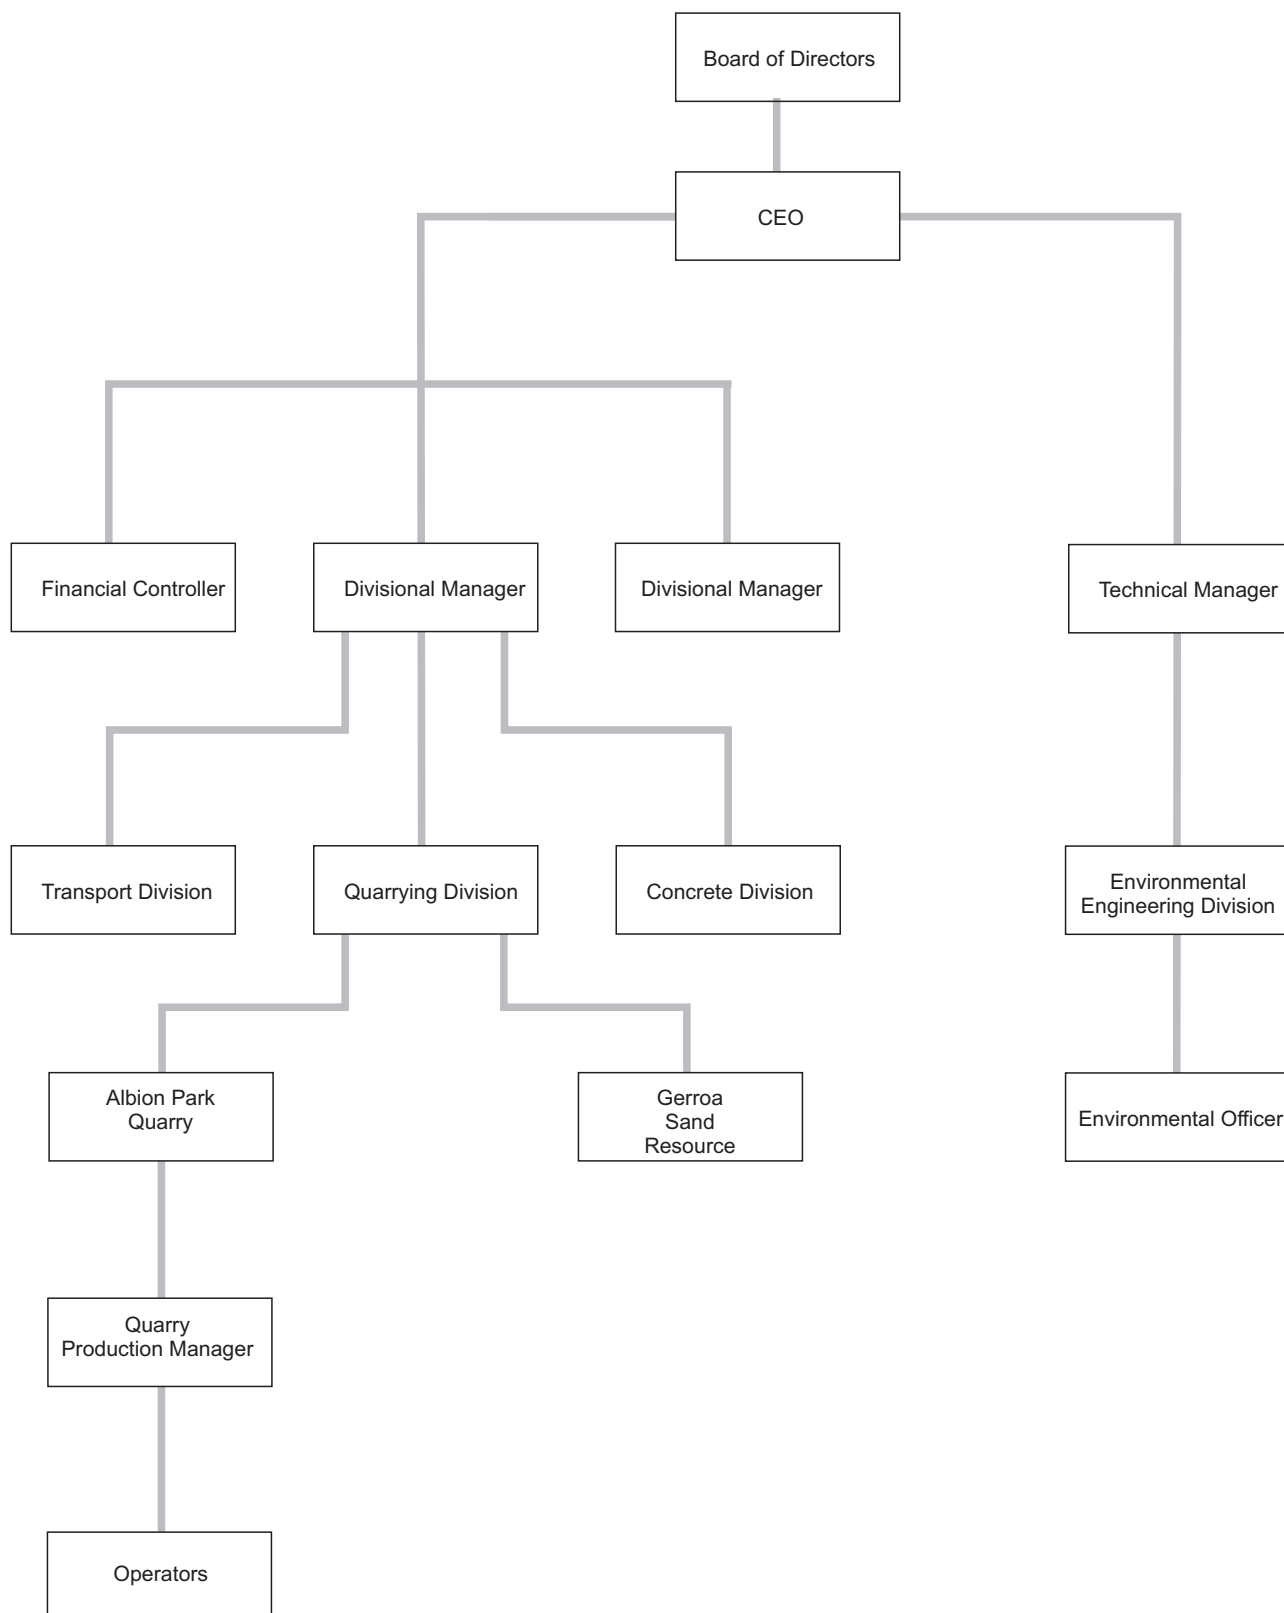 Board of Directors
CEO
Financial Controller
Divisional Manager
Divisional Manager
Technical Manager
Transport Division
Quarrying Division
Concrete Division
Environmental
Engineering Division
Albion Park
Quarry
Gerroa
Sand
Resource
Environmental Officer
Quarry
Production Manager
Operators